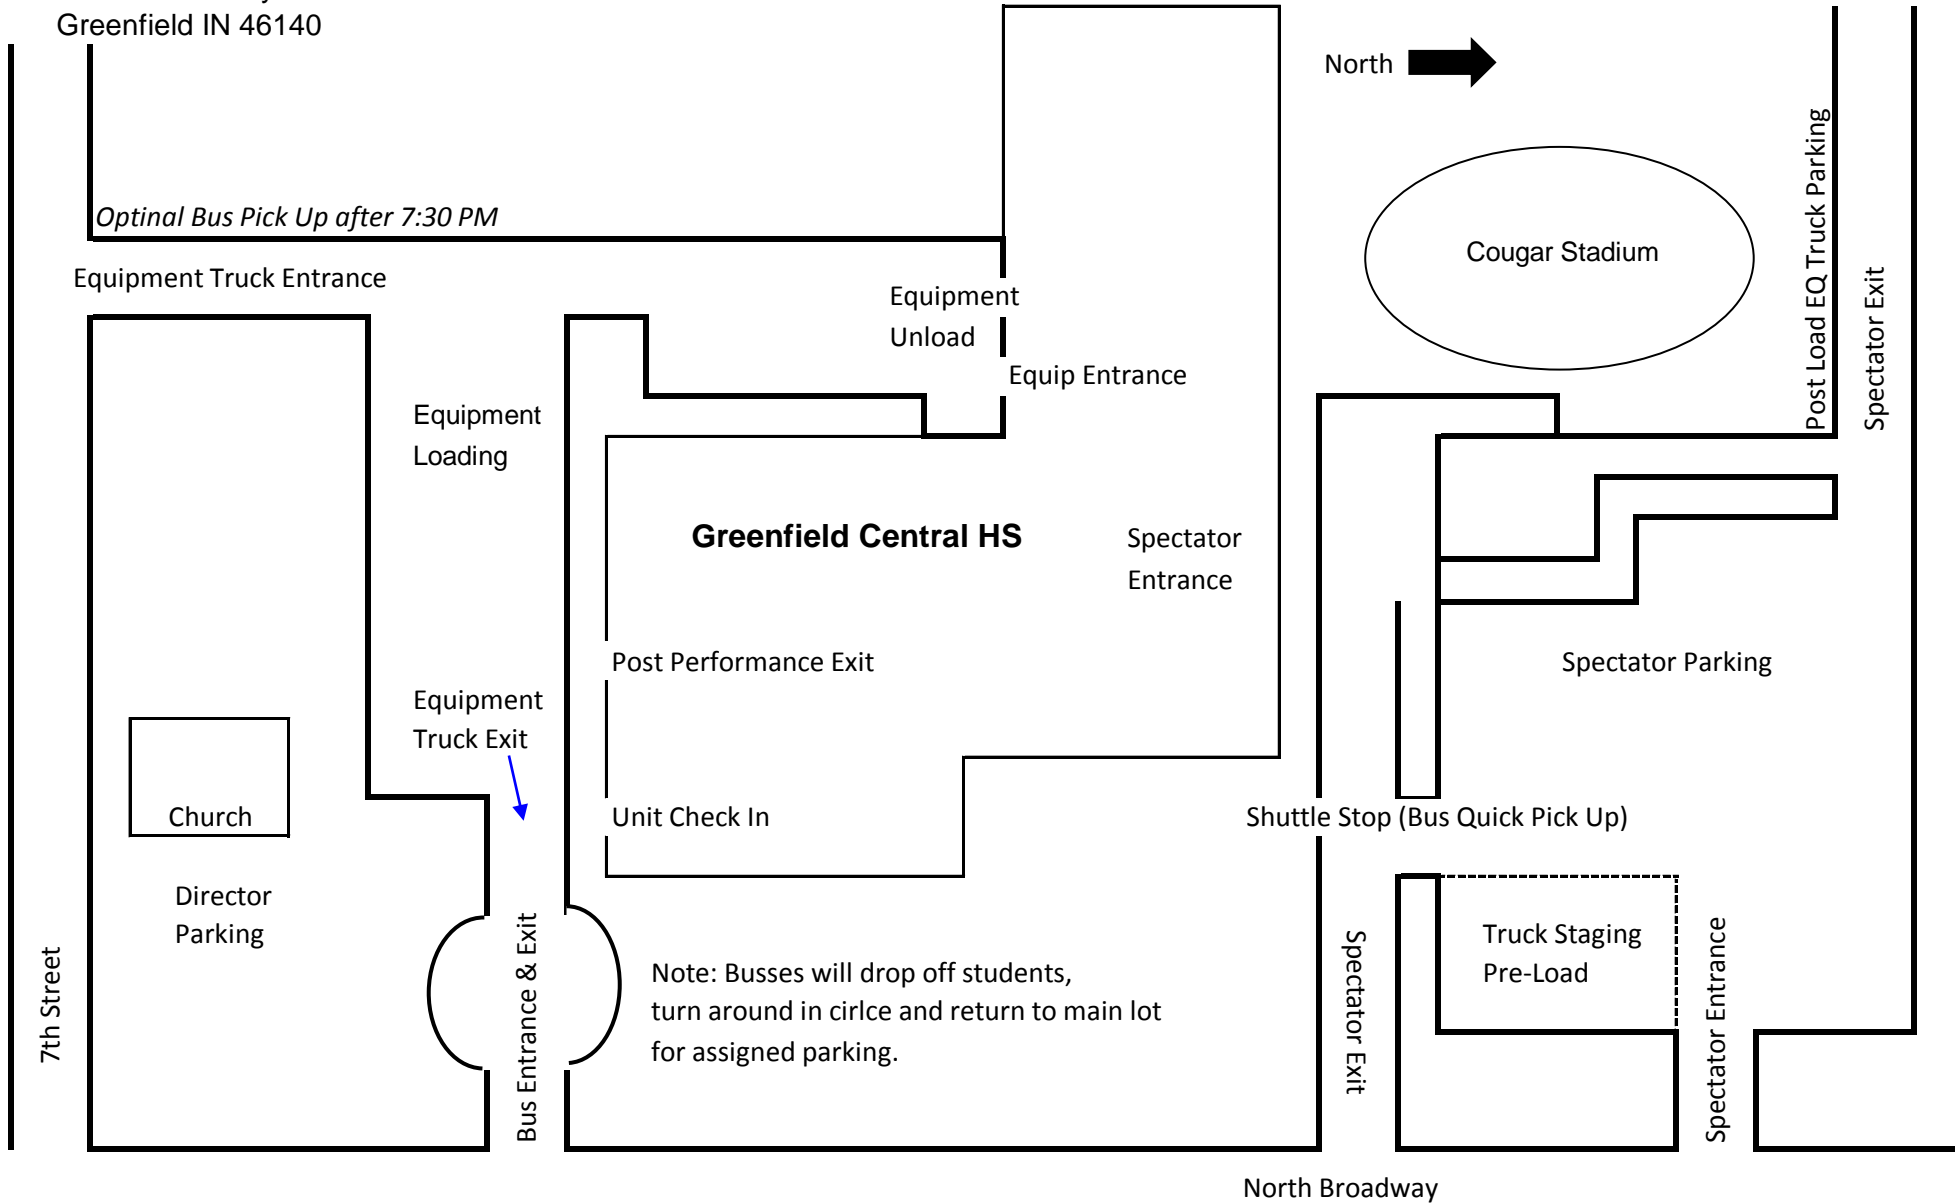 Greenfield IN 46140
North
Optinal Bus Pick Up after 7:30 PM
Equipment Truck Entrance
Equipment
Unload
Equip Entrance
Cougar Stadium
Post Load EQ Truck Parking
Spectator Exit
Equipment
Loading
Greenfield Central HS
Spectator
Entrance
Post Performance Exit
Spectator Parking
Equipment
Truck Exit
Church
Unit Check In
Shuttle Stop (Bus Quick Pick Up)
Director
Parking
7th Street
Bus Entrance & Exit
Note: Busses will drop off students,
turn around in cirlce and return to main lot
for assigned parking.
Spectator Exit
Truck Staging
Pre-Load
Spectator Entrance
North Broadway